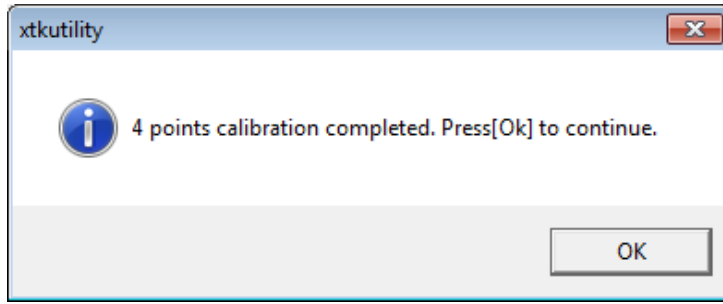 xtkutility
4 points calibration completed. Press[Ok] to continue.
OK